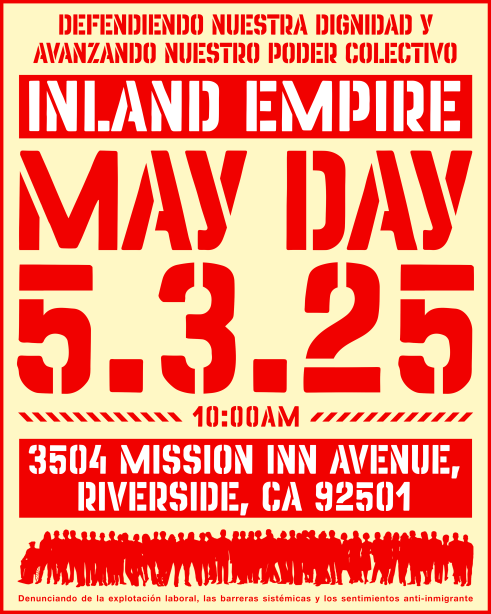 DEFENDIENDO NUESTRA DIGNIDAD Y
AVANZANDO NUESTRO PODER COLECTIVO
INLAND EMPIRE
MAY DAY
5.3.25
10:00AM
3504 MISSION INN AVENUE,
RIVERSIDE, CA 92501
Denunciando de la explotación laboral, las barreras sistémicas y los sentimientos anti-inmigrante